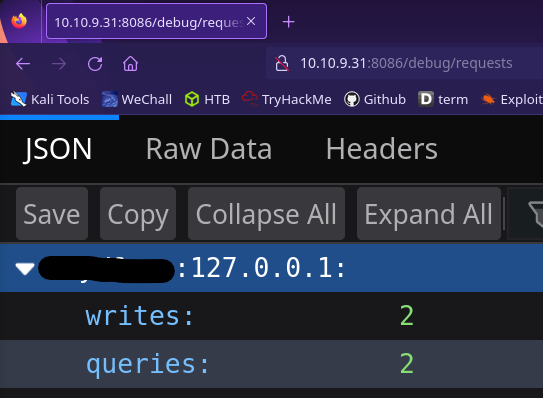 10.10.9.31:8086/debug/reques
10.10.9.31:8086/debug/requests
Kali Tools WeChall HTB TryHackMe Github term Exploit
JSON Raw Data Headers
Save Copy Collapse All Expand All
:127.0.0.1:
writes: 2
queries: 2